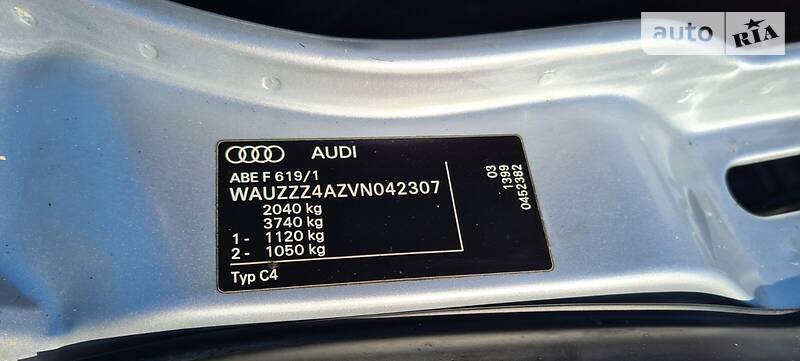 auto RIA
AUDI
ABE F 619/1
WAUZZZ4AZVN042307
2040 kg
3740 kg
1 - 1120 kg
2 - 1050 kg
Typ C4
03
1399
0452382